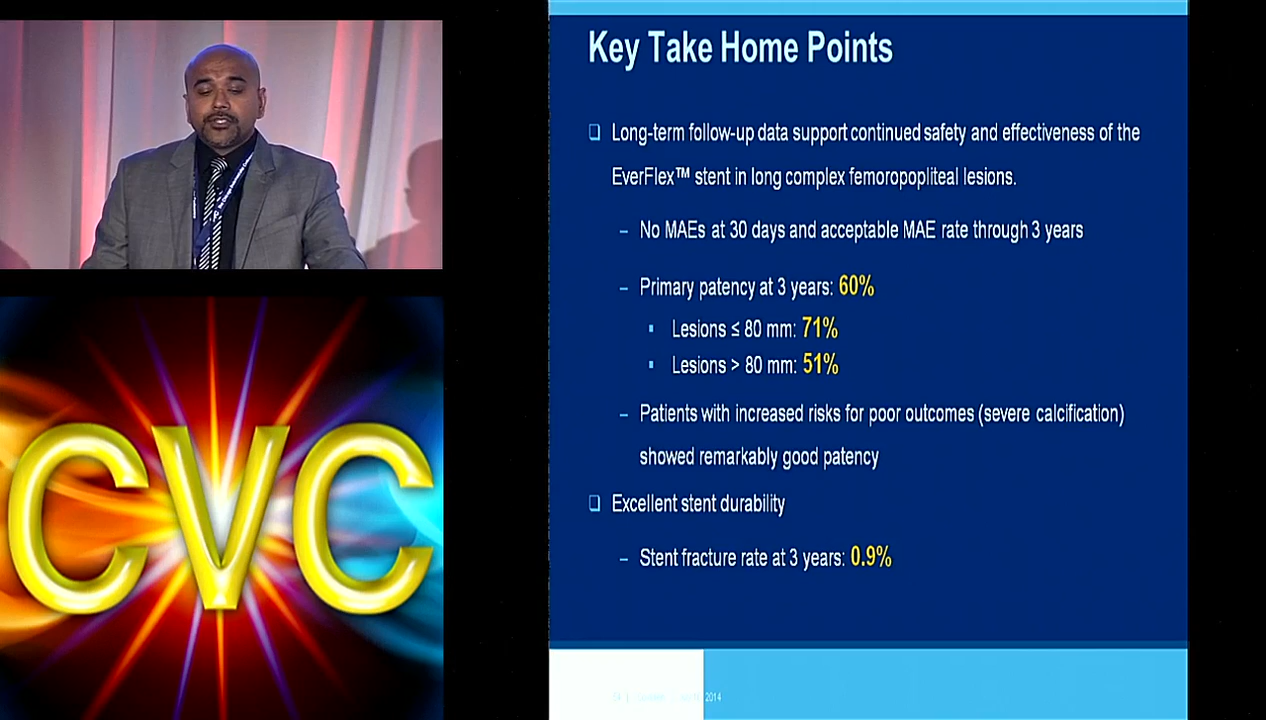 Key Take Home Points
❑ Long-term follow-up data support continued safety and effectiveness of the
EverFlex™ stent in long complex femoropopliteal lesions.
– No MAEs at 30 days and acceptable MAE rate through 3 years
– Primary patency at 3 years: 60%
▪ Lesions ≤ 80 mm: 71%
▪ Lesions > 80 mm: 51%
– Patients with increased risks for poor outcomes (severe calcification)
showed remarkably good patency
❑ Excellent stent durability
– Stent fracture rate at 3 years: 0.9%
2014
CVC